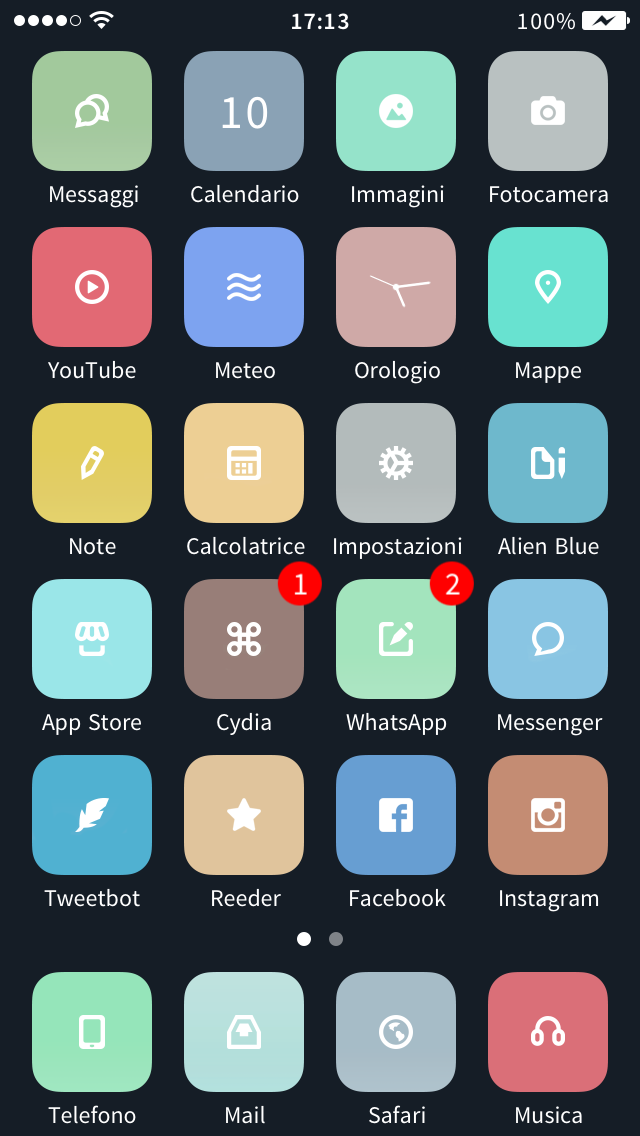 17:13 100%
10
Messaggi Calendario Immagini Fotocamera
YouTube Meteo Orologio Mappe
Note Calcolatrice Impostazioni Alien Blue
1 2
App Store Cydia WhatsApp Messenger
Tweetbot Reeder Facebook Instagram
Telefono Mail Safari Musica